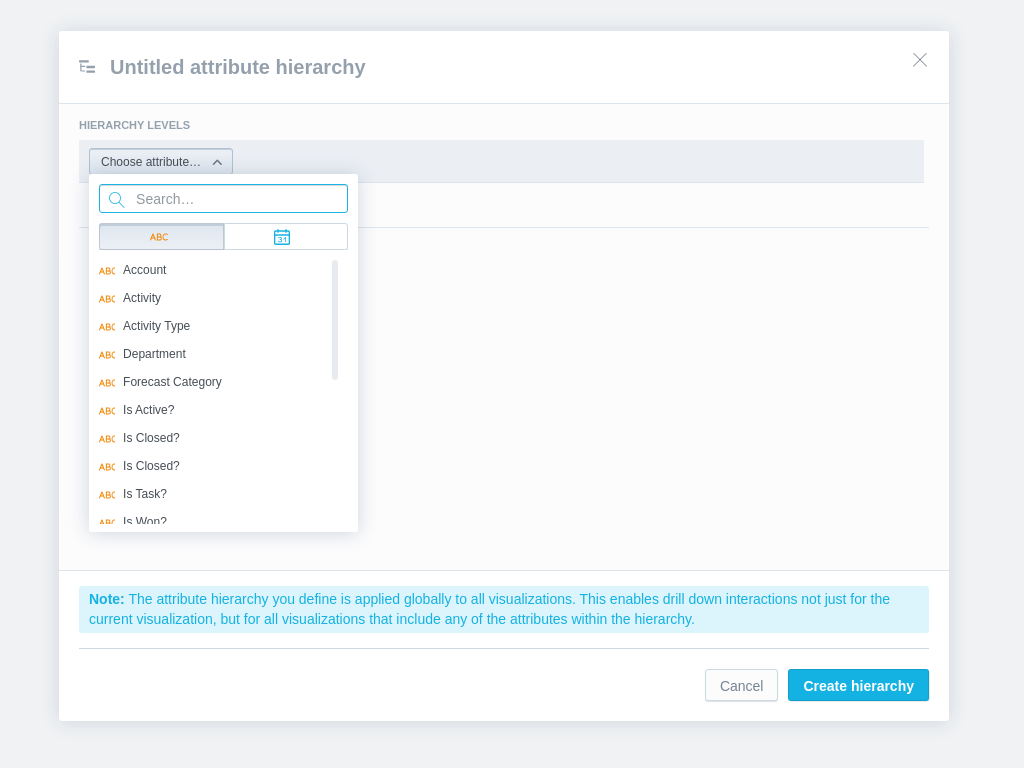 Untitled attribute hierarchy
HIERARCHY LEVELS
Choose attribute…
Search…
ABC
31
ABC Account
ABC Activity
ABC Activity Type
ABC Department
ABC Forecast Category
ABC Is Active?
ABC Is Closed?
ABC Is Closed?
ABC Is Task?
ABC Is Won?
Note: The attribute hierarchy you define is applied globally to all visualizations. This enables drill down interactions not just for the
current visualization, but for all visualizations that include any of the attributes within the hierarchy.
Cancel
Create hierarchy